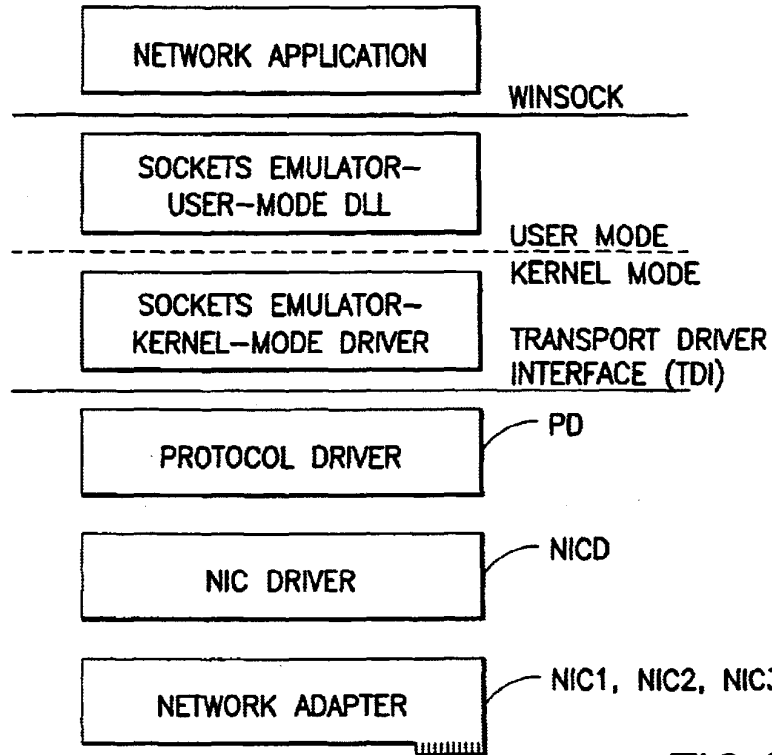 NETWORK APPLICATION
WINSOCK
SOCKETS EMULATOR-
USER-MODE DLL
USER MODE
KERNEL MODE
SOCKETS EMULATOR-
KERNEL-MODE DRIVER
TRANSPORT DRIVER
INTERFACE (TDI)
PROTOCOL DRIVER
PD
NIC DRIVER
NICD
NETWORK ADAPTER
NIC1, NIC2, NIC3